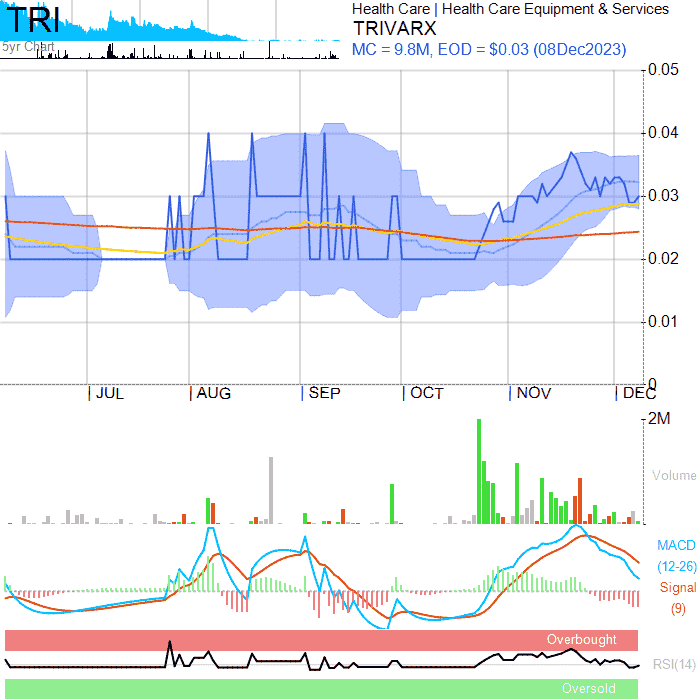 TRI
5yr Chart
Health Care | Health Care Equipment & Services
TRIVARX
MC = 9.8M, EOD = $0.03 (08Dec2023)
0.05
0.04
0.03
0.02
0.01
0
JUL
AUG
SEP
OCT
NOV
DEC
2M
Volume
MACD
(12-26)
Signal
(9)
Overbought
RSI(14)
Oversold